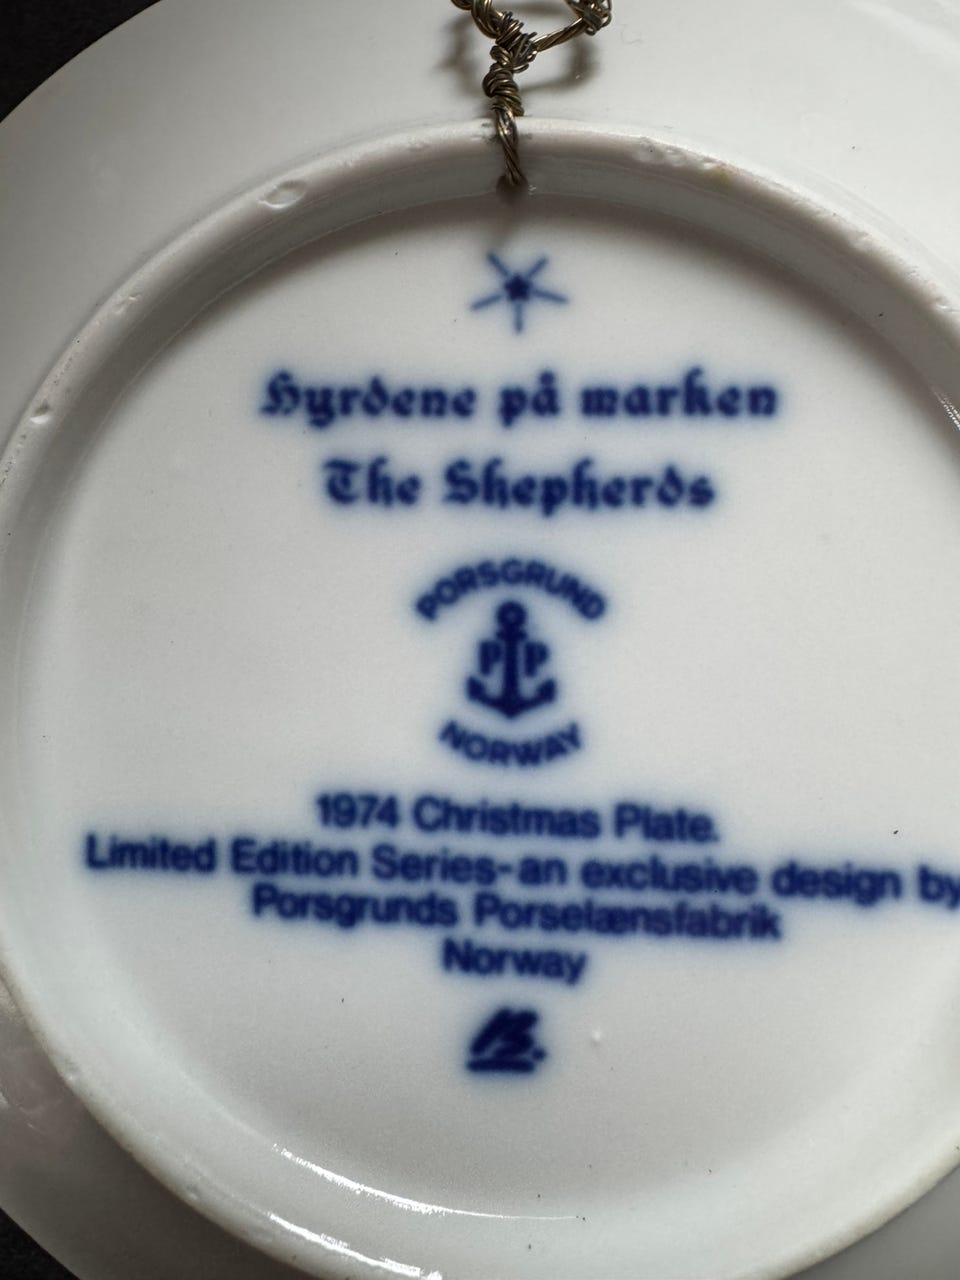 Hyrdene på marken
The Shepherds
PORSGRUND
P P
NORWAY
1974 Christmas Plate.
Limited Edition Series-an exclusive design by
Porsgrunds Porselænsfabrik
Norway